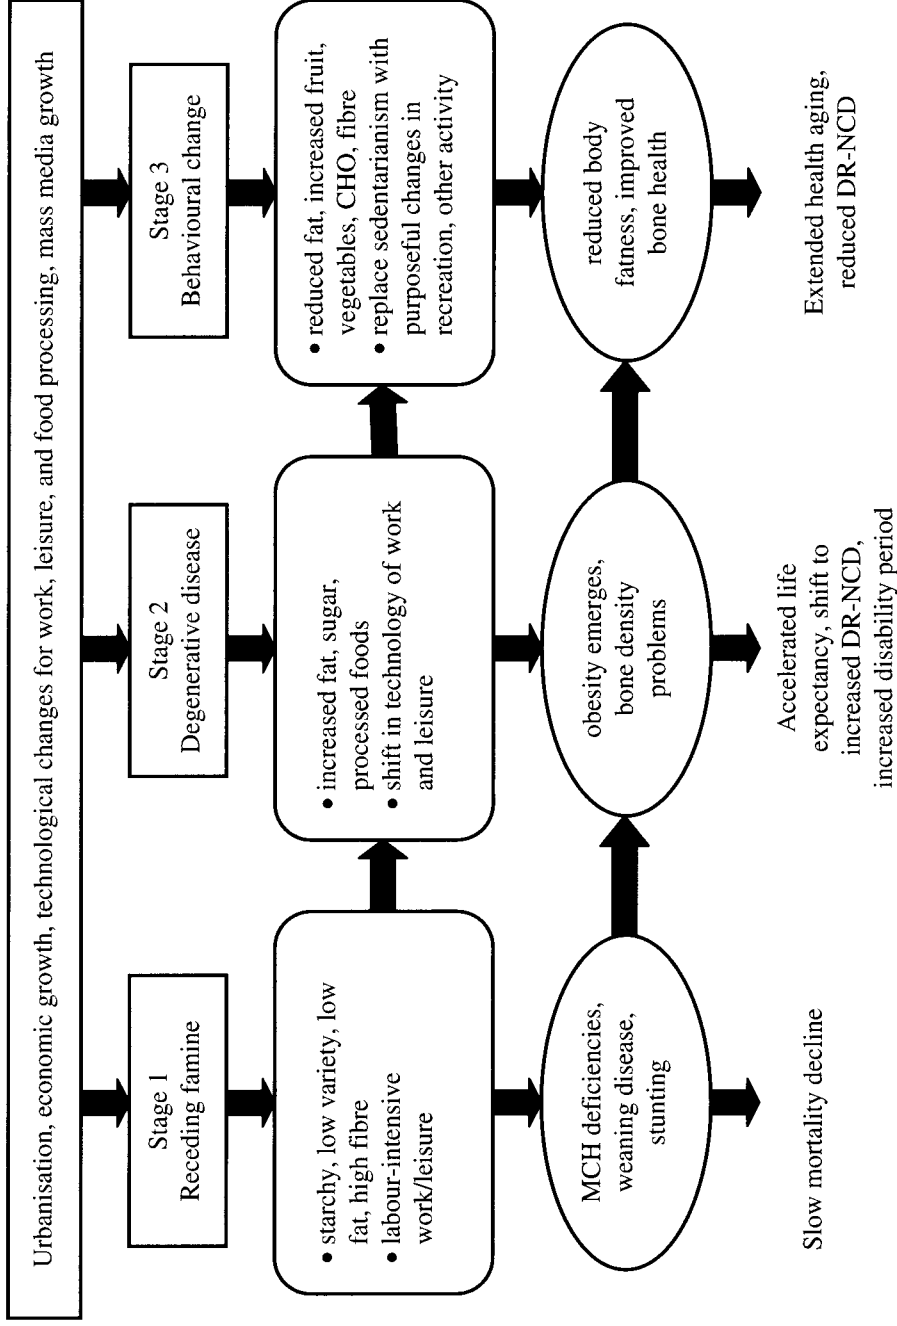 Urbanisation, economic growth, technological changes for work, leisure, and food processing, mass media growth
Stage 1
Receding famine
Stage 2
Degenerative disease
Stage 3
Behavioural change
• starchy, low variety, low
fat, high fibre
• labour-intensive
work/leisure
• increased fat, sugar,
processed foods
• shift in technology of work
and leisure
• reduced fat, increased fruit,
vegetables, CHO, fibre
• replace sedentarianism with
purposeful changes in
recreation, other activity
MCH deficiencies,
weaning disease,
stunting
obesity emerges,
bone density
problems
reduced body
fatness, improved
bone health
Slow mortality decline
Accelerated life
expectancy, shift to
increased DR-NCD,
increased disability period
Extended health aging,
reduced DR-NCD